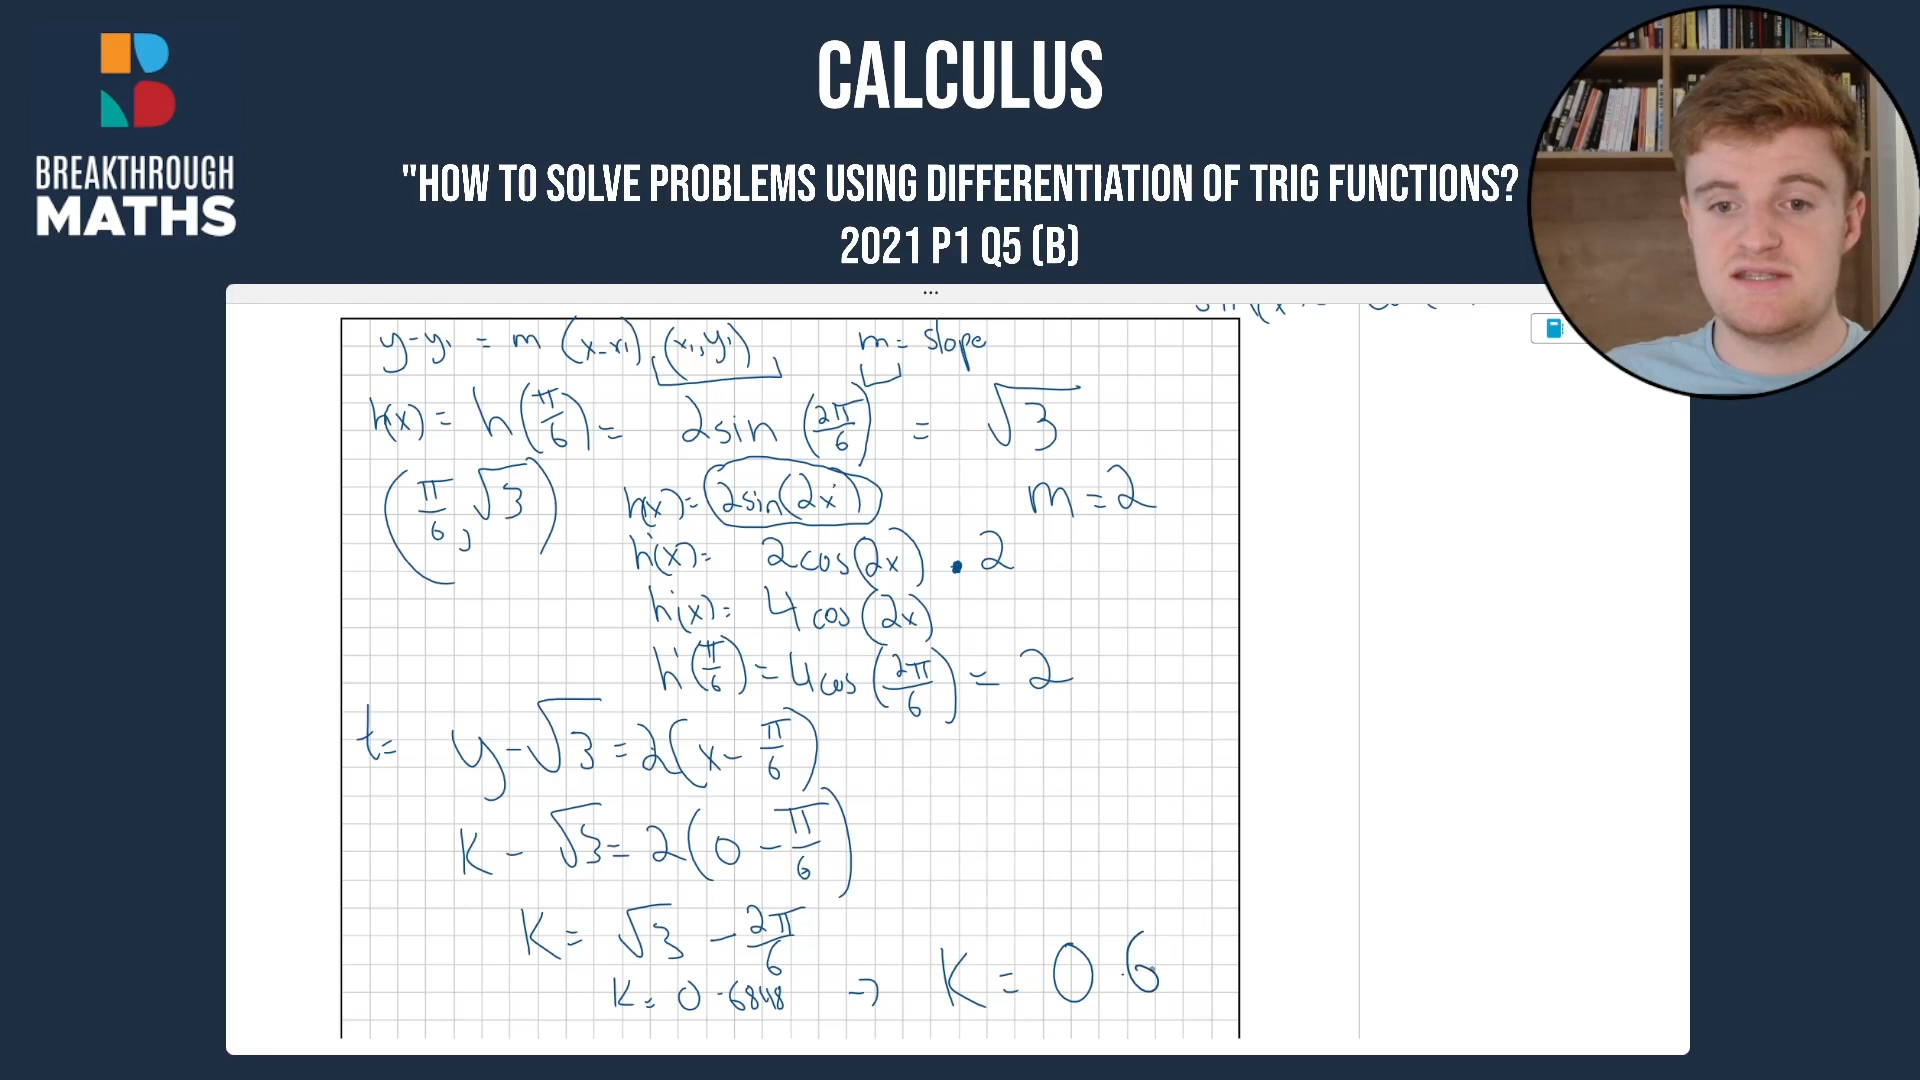 CALCULUS
BREAKTHROUGH
MATHS
"HOW TO SOLVE PROBLEMS USING DIFFERENTIATION OF TRIG FUNCTIONS?
2021 P1 Q5 (B)
y-y₁ = m (x-x₁), (x₁,y₁) m= slope
h(x) = h(π/6) = 2sin (2π/6) = √3
(π/6, √3) h(x)= 2sin(2x) m=2
h'(x)= 2cos(2x) · 2
h'(x)= 4cos(2x)
h'(π/6) = 4cos (2π/6) = 2
t= y-√3 = 2(x-π/6)
K - √3 = 2(0 - π/6)
K = √3 - 2π/6
K = 0.6848 → K = 0.6